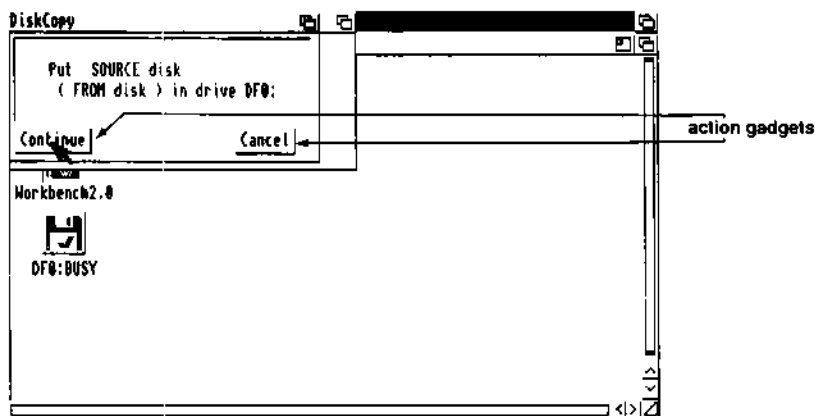 DiskCopy
Put SOURCE disk
( FROM disk ) in drive DF0:
Continue
Cancel
action gadgets
Workbench2.0
DF0:BUSY